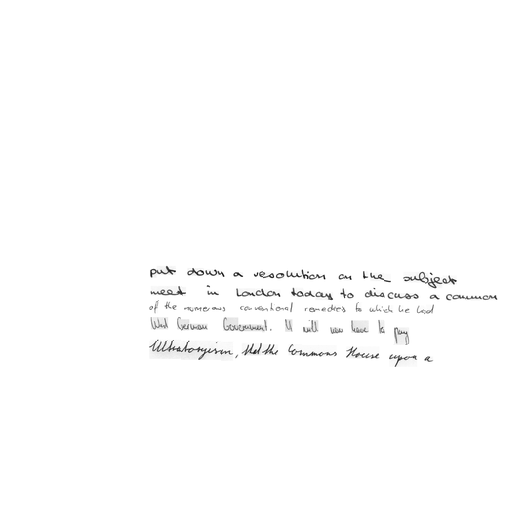 put down a resolution on the subject
meet in London today to discuss a common
of the numerous conventional remedies to which he had
West German Government. It will now have to pay
Ultratoryism, that the Commons House upon a